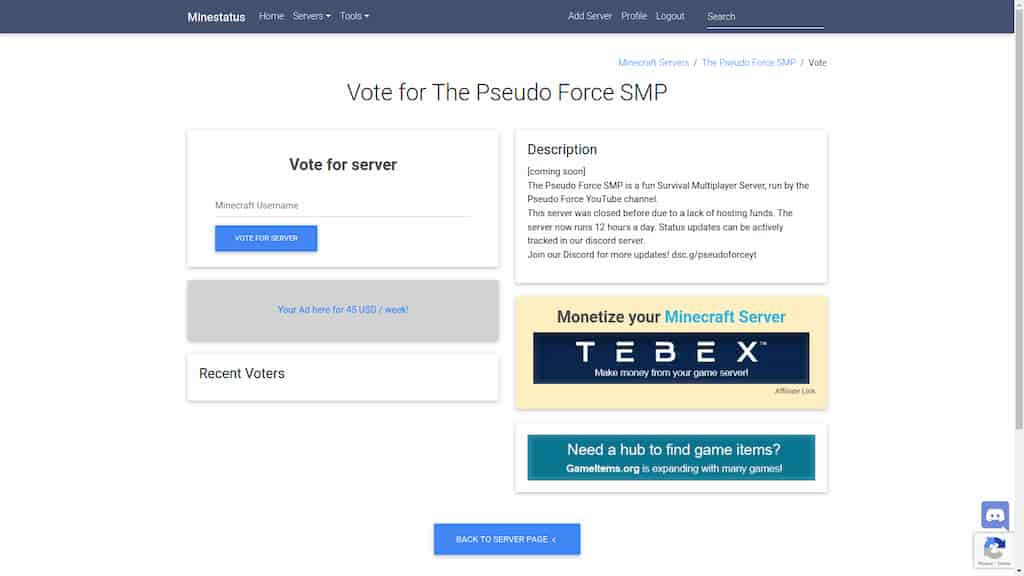 Minestatus Home Servers Tools Add Server Profile Logout Search
Minecraft Servers / The Pseudo Force SMP / Vote
Vote for The Pseudo Force SMP
Vote for server
Minecraft Username
VOTE FOR SERVER
Your Ad here for 45 USD / week!
Recent Voters
Description
[coming soon]
The Pseudo Force SMP is a fun Survival Multiplayer Server, run by the
Pseudo Force YouTube channel.
This server was closed before due to a lack of hosting funds. The
server now runs 12 hours a day. Status updates can be actively
tracked in our discord server.
Join our Discord for more updates! dsc.g/pseudoforceyt
Monetize your Minecraft Server
TEBEX™
Make money from your game server!
Affiliate Link
Need a hub to find game items?
GameItems.org is expanding with many games!
BACK TO SERVER PAGE
Privacy - Terms